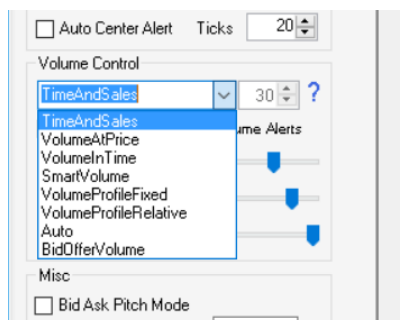 Auto Center Alert Ticks 20
Volume Control
TimeAndSales 30 ?
TimeAndSales
ume Alerts
VolumeAtPrice
VolumeInTime
SmartVolume
VolumeProfileFixed
VolumeProfileRelative
Auto
BidOfferVolume
Misc
Bid Ask Pitch Mode